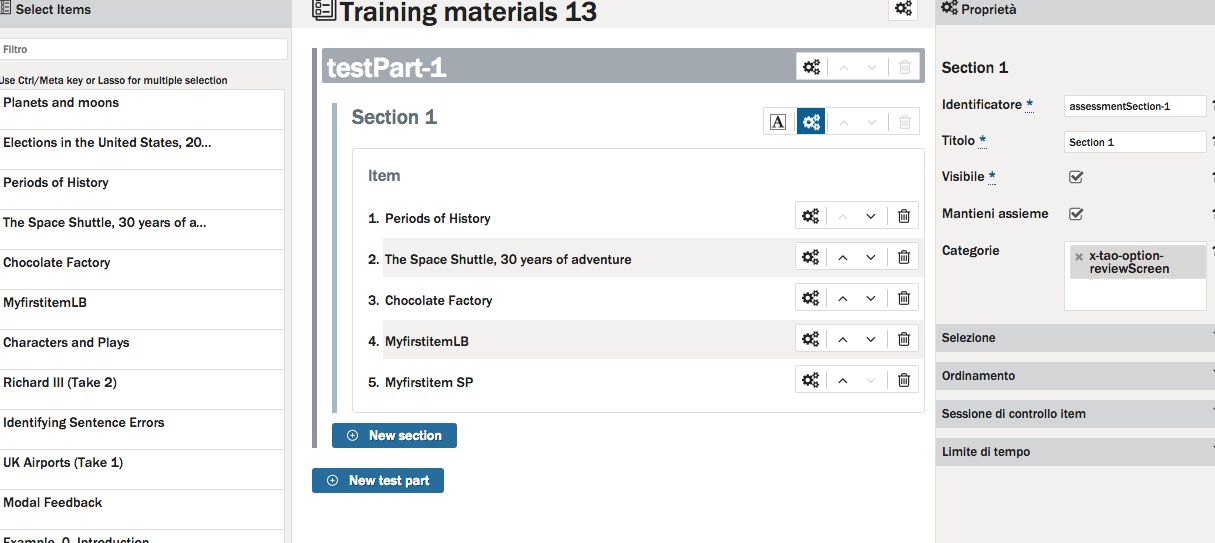 Select Items
Filtro
Use Ctrl/Meta key or Lasso for multiple selection
Planets and moons
Elections in the United States, 20...
Periods of History
The Space Shuttle, 30 years of a...
Chocolate Factory
MyfirstitemLB
Characters and Plays
Richard III (Take 2)
Identifying Sentence Errors
UK Airports (Take 1)
Modal Feedback
Example_0_Introduction
Training materials 13
testPart-1
Section 1
A
Item
1. Periods of History
2. The Space Shuttle, 30 years of adventure
3. Chocolate Factory
4. MyfirstitemLB
5. Myfirstitem SP
New section
New test part
Proprietà
Section 1
Identificatore * assessmentSection-1
Titolo * Section 1
Visibile *
Mantieni assieme
Categorie
x-tao-option-
reviewScreen
Selezione
Ordinamento
Sessione di controllo item
Limite di tempo